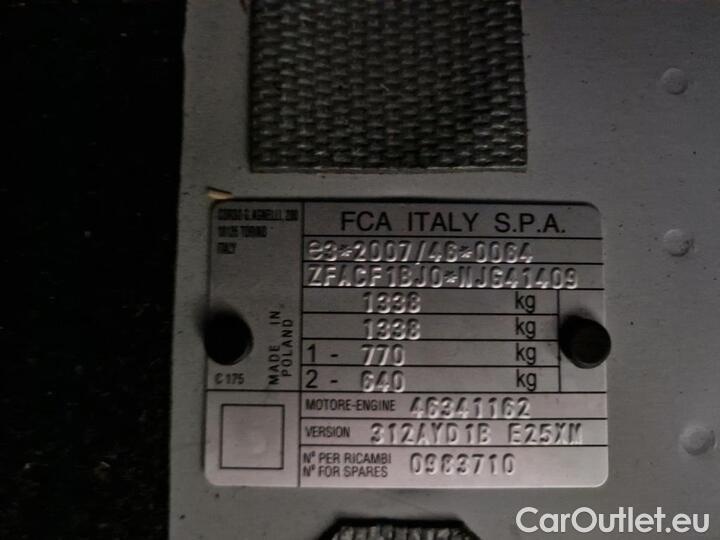 CORSO G. AGNELLI, 200
10135 TORINO
ITALY
FCA ITALY S.P.A.
e3*2007/46*0064
ZFACF1BJ0*NJG41409
1338 kg
1338 kg
1 - 770 kg
2 - 640 kg
MADE IN
POLAND
C 175
MOTORE-ENGINE 46341162
VERSION 312AYD1B E25XM
N° PER RICAMBI
N° FOR SPARES 0983710
CarOutlet.eu